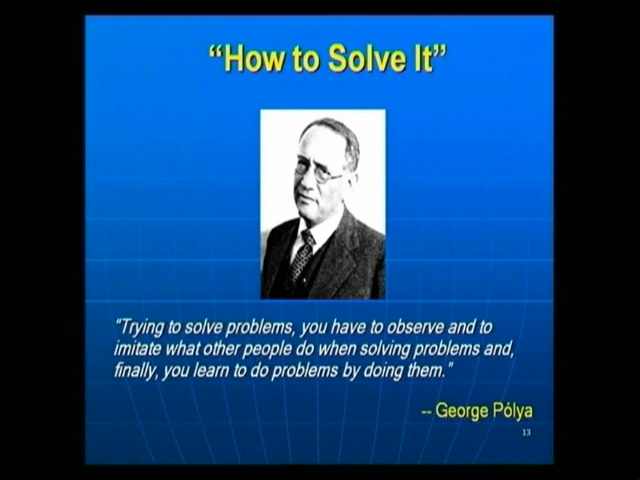 “How to Solve It”
“Trying to solve problems, you have to observe and to
imitate what other people do when solving problems and,
finally, you learn to do problems by doing them.”
-- George Pólya
13